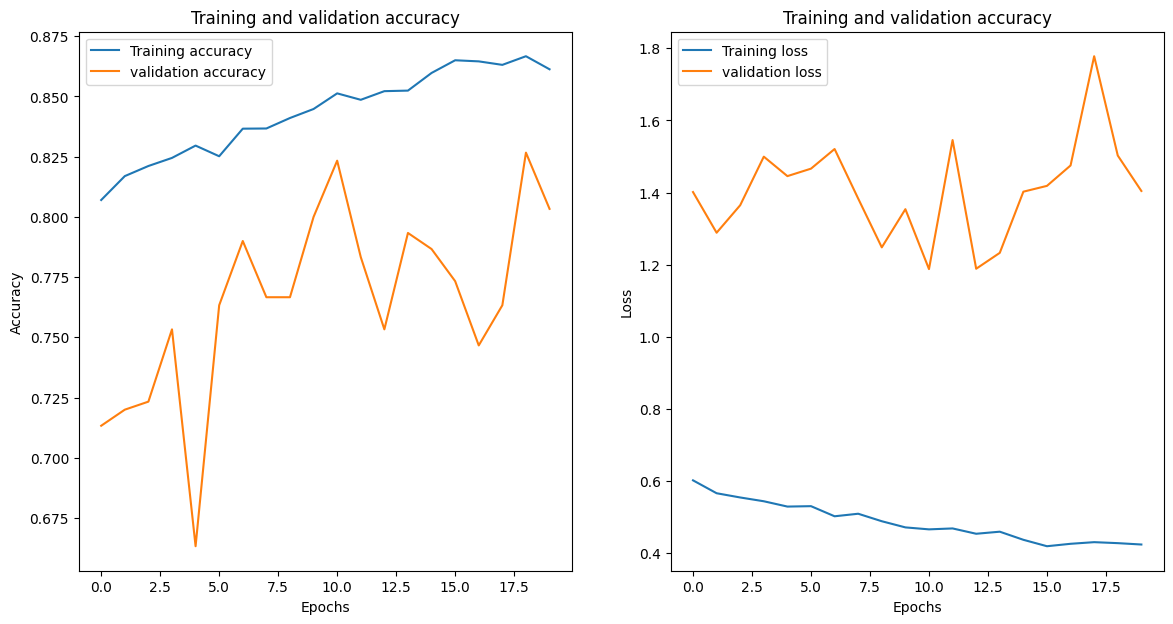 Training and validation accuracy
Training accuracy
validation accuracy
0.875
0.850
0.825
0.800
0.775
0.750
0.725
0.700
0.675
Accuracy
0.0 2.5 5.0 7.5 10.0 12.5 15.0 17.5
Epochs
Training and validation accuracy
Training loss
validation loss
1.8
1.6
1.4
1.2
1.0
0.8
0.6
0.4
Loss
0.0 2.5 5.0 7.5 10.0 12.5 15.0 17.5
Epochs